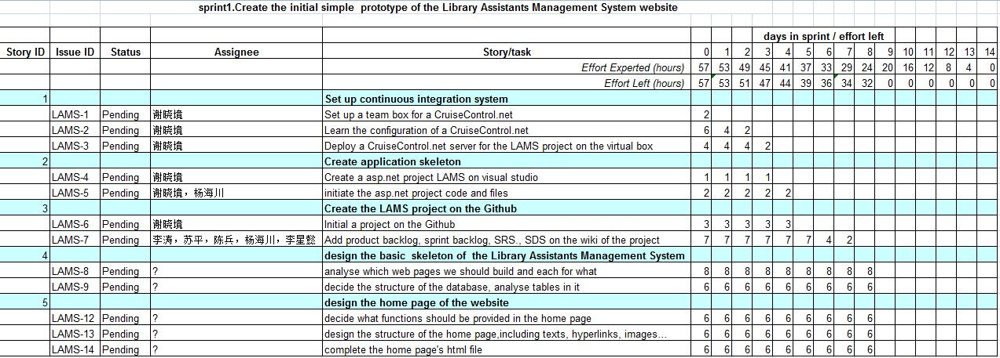 sprint1.Create the initial simple prototype of the Library Assistants Management System website
days in sprint / effort left
Story ID Issue ID Status Assignee Story/task 0 1 2 3 4 5 6 7 8 9 10 11 12 13 14
Effort Experted (hours) 57 53 49 45 41 37 33 29 24 20 16 12 8 4 0
Effort Left (hours) 57 53 51 47 44 39 36 34 32 0 0 0 0 0 0
1 Set up continuous integration system
LAMS-1 Pending 谢晓境 Set up a team box for a CruiseControl.net 2
LAMS-2 Pending 谢晓境 Learn the configuration of a CruiseControl.net 6 4 2
LAMS-3 Pending 谢晓境 Deploy a CruiseControl.net server for the LAMS project on the virtual box 4 4 4 2
2 Create application skeleton
LAMS-4 Pending 谢晓境 Create a asp.net project LAMS on visual studio 1 1 1 1
LAMS-5 Pending 谢晓境，杨海川 initiate the asp.net project code and files 2 2 2 2 2
3 Create the LAMS project on the Github
LAMS-6 Pending 谢晓境 Initial a project on the Github 3 3 3 3 3
LAMS-7 Pending 李涛，苏平，陈兵，杨海川，李星懿 Add product backlog, sprint backlog, SRS., SDS on the wiki of the project 7 7 7 7 7 7 4 2
4 design the basic skeleton of the Library Assistants Management System
LAMS-8 Pending ? analyse which web pages we should build and each for what 8 8 8 8 8 8 8 8 8
LAMS-9 Pending ? decide the structure of the database, analyse tables in it 6 6 6 6 6 6 6 6 6
5 design the home page of the website
LAMS-12 Pending ? decide what functions should be provided in the home page 6 6 6 6 6 6 6 6 6
LAMS-13 Pending ? design the structure of the home page,including texts, hyperlinks, images... 6 6 6 6 6 6 6 6 6
LAMS-14 Pending ? complete the home page's html file 6 6 6 6 6 6 6 6 6